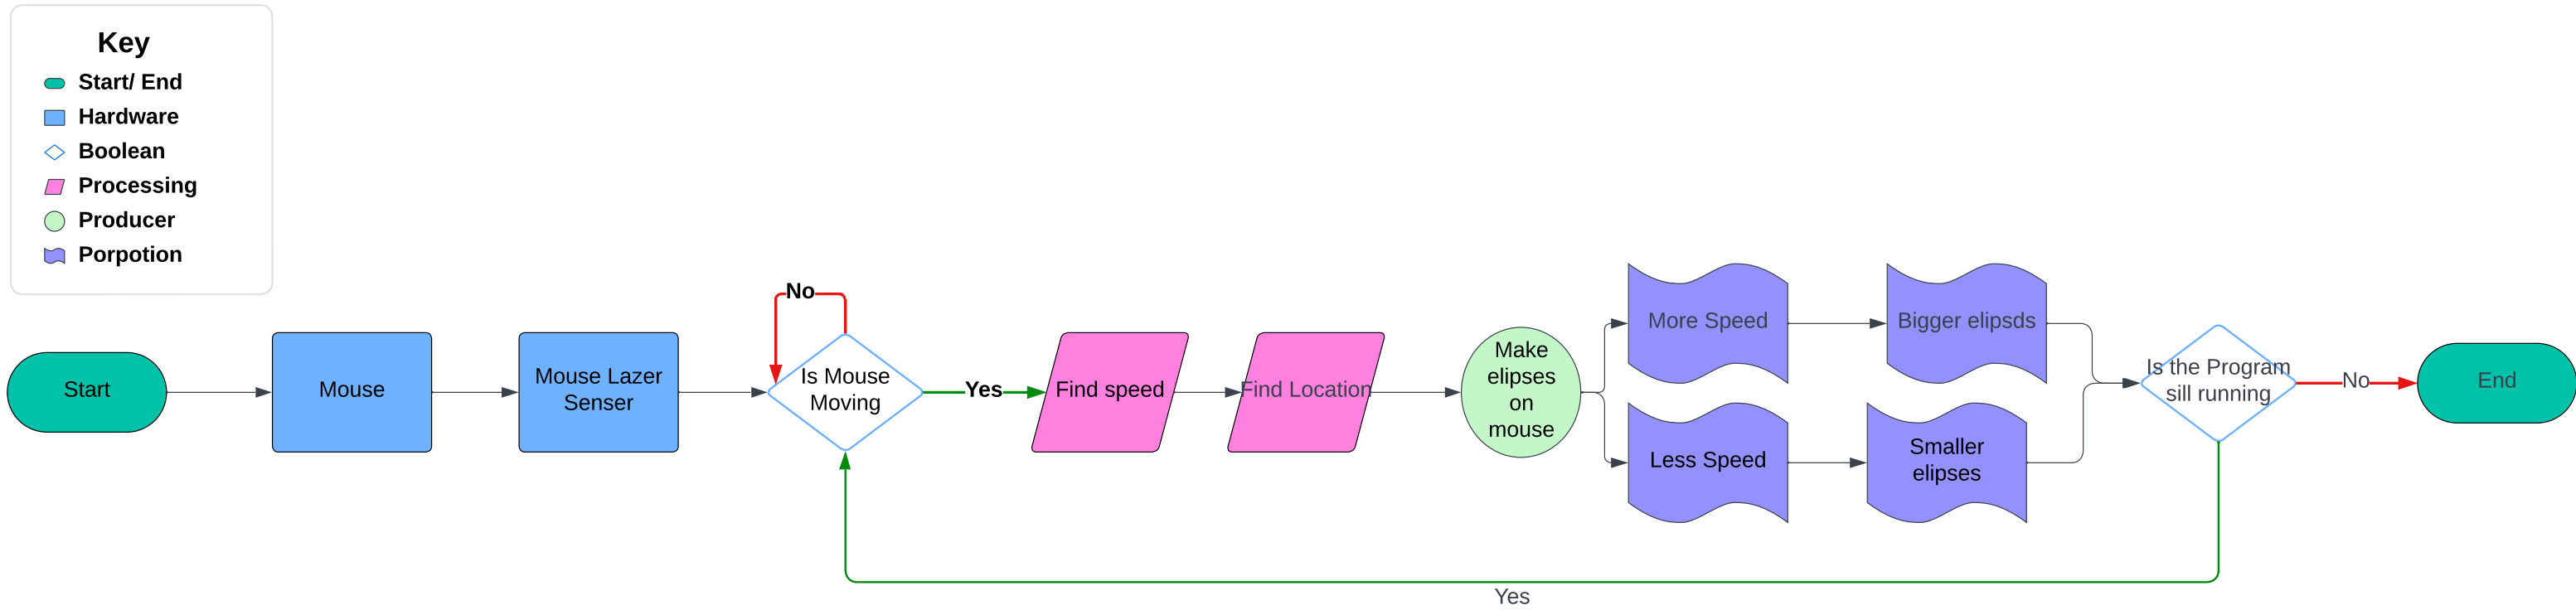 Key
Start/ End
Hardware
Boolean
Processing
Producer
Porpotion
Start
Mouse
Mouse Lazer
Senser
No
Is Mouse
Moving
Yes
Find speed
Find Location
Make
elipses
on
mouse
More Speed
Bigger elipsds
Less Speed
Smaller
elipses
Is the Program
sill running
No
End
Yes